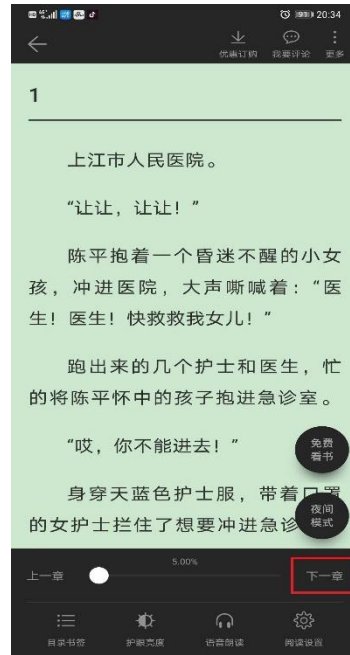 20:34
优惠订购 我要评论 更多
1
上江市人民医院。
“让让，让让！”
陈平抱着一个昏迷不醒的小女
孩，冲进医院，大声嘶喊着：“医
生！医生！快救救我女儿！”
跑出来的几个护士和医生，忙
的将陈平怀中的孩子抱进急诊室。
“哎，你不能进去！”
免费
看书
身穿天蓝色护士服，带着口罩
的女护士拦住了想要冲进急诊
夜间
模式
5.00%
上一章 下一章
目录书签 护眼亮度 语音朗读 阅读设置